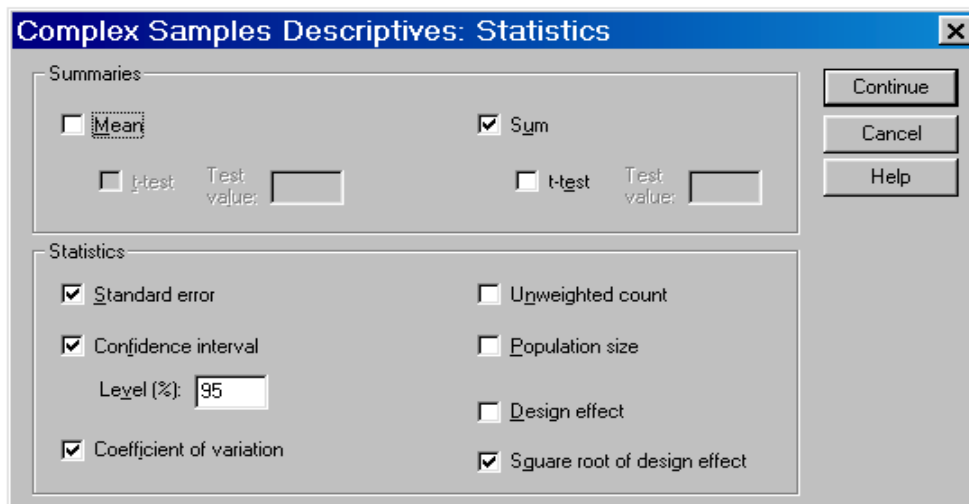 Complex Samples Descriptives: Statistics
Summaries
Mean
t-test Test value:
Sum
t-test Test value:
Continue
Cancel
Help
Statistics
Standard error
Confidence interval
Level (%): 95
Coefficient of variation
Unweighted count
Population size
Design effect
Square root of design effect